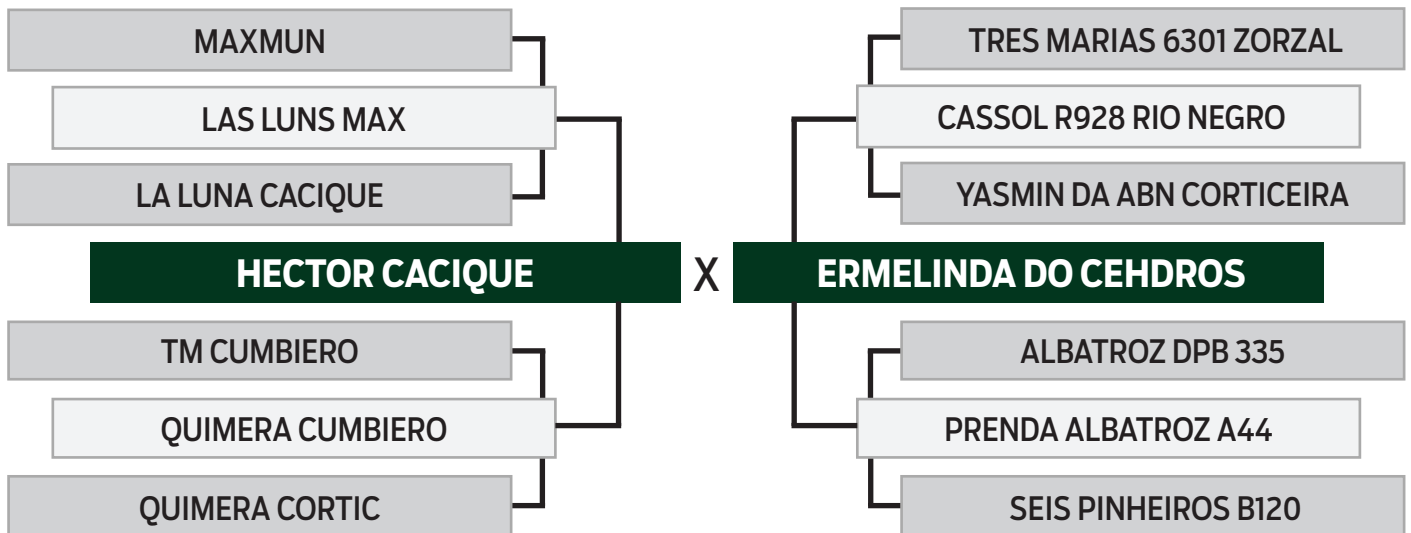 MAXMUN
LAS LUNS MAX
LA LUNA CACIQUE
HECTOR CACIQUE
TM CUMBIERO
QUIMERA CUMBIERO
QUIMERA CORTIC
X
TRES MARIAS 6301 ZORZAL
CASSOL R928 RIO NEGRO
YASMIN DA ABN CORTICEIRA
ERMELINDA DO CEHDROS
ALBATROZ DPB 335
PRENDA ALBATROZ A44
SEIS PINHEIROS B120